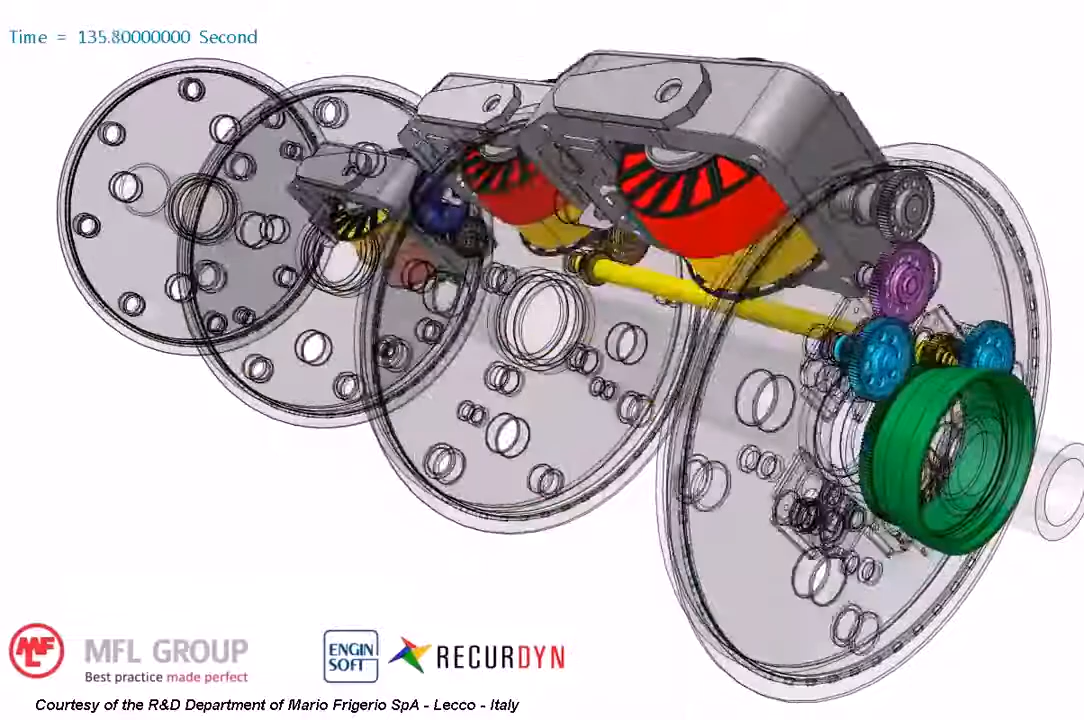 Time = 135.80000000 Second
MFL
MFL GROUP
Best practice made perfect
ENGIN
SOFT
RECURDYN
Courtesy of the R&D Department of Mario Frigerio SpA - Lecco - Italy